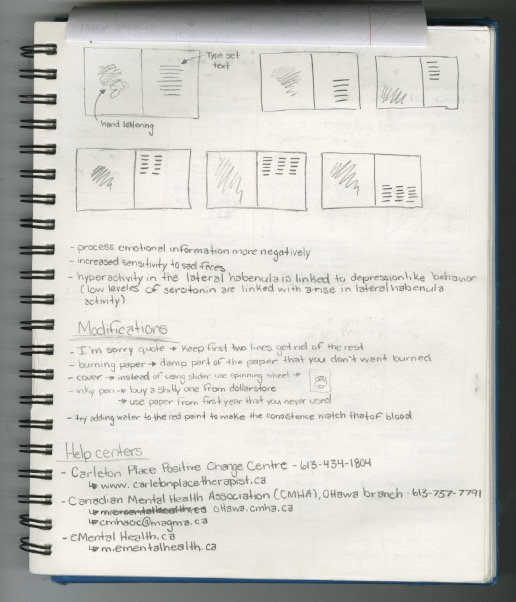 Type set
text
hand lettering
- process emotional information more negatively
- increased sensitivity to sad faces
- hyperactivity in the lateral habenula is linked to depression like behavior
(low levels of serotonin are linked with a rise in lateral habenula
activity)
Modifications
- I'm sorry quote → keep first two lines get rid of the rest
- burning paper → damp part of the paper that you don't want burned
- cover → instead of using slider use spinning wheel →
- inky pen → buy a shitty one from dollarstore
→ use paper from first year that you never used
- try adding water to the red paint to make the consistence match that of blood
Help centers
- Carleton Place Positive Change Centre - 613-434-1804
↳ www.carletonplacetherapist.ca
- Canadian Mental Health Association (CMHA), Ottawa branch - 613-737-7791
↳ ottawa.cmha.ca
↳ cmhaoc@magma.ca
- eMental Health.ca
↳ m.ementalhealth.ca